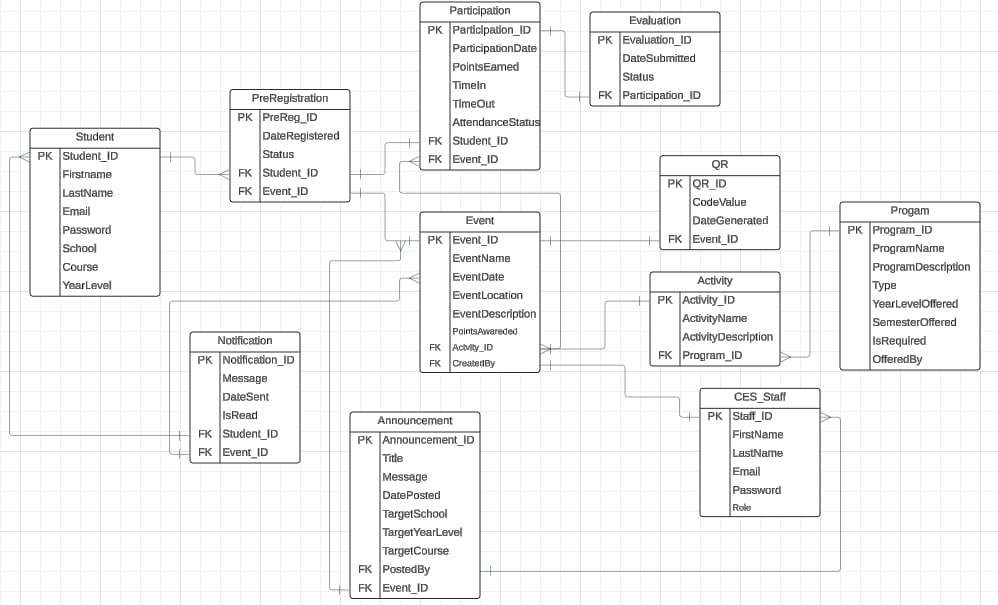 Participation
PK Participation_ID
ParticipationDate
PointsEarned
TimeIn
TimeOut
AttendanceStatus
FK Student_ID
FK Event_ID
Evaluation
PK Evaluation_ID
DateSubmitted
Status
FK Participation_ID
PreRegistration
PK PreReg_ID
DateRegistered
Status
FK Student_ID
FK Event_ID
Student
PK Student_ID
Firstname
LastName
Email
Password
School
Course
YearLevel
QR
PK QR_ID
CodeValue
DateGenerated
FK Event_ID
Progam
PK Program_ID
ProgramName
ProgramDescription
Type
YearLevelOffered
SemesterOffered
IsRequired
OfferedBy
Event
PK Event_ID
EventName
EventDate
EventLocation
EventDescription
PointsAwareded
FK Activty_ID
FK CreatedBy
Activity
PK Activity_ID
ActivityName
ActivityDescription
FK Program_ID
Notification
PK Notification_ID
Message
DateSent
IsRead
FK Student_ID
FK Event_ID
CES_Staff
PK Staff_ID
FirstName
LastName
Email
Password
Role
Announcement
PK Announcement_ID
Title
Message
DatePosted
TargetSchool
TargetYearLevel
TargetCourse
FK PostedBy
FK Event_ID